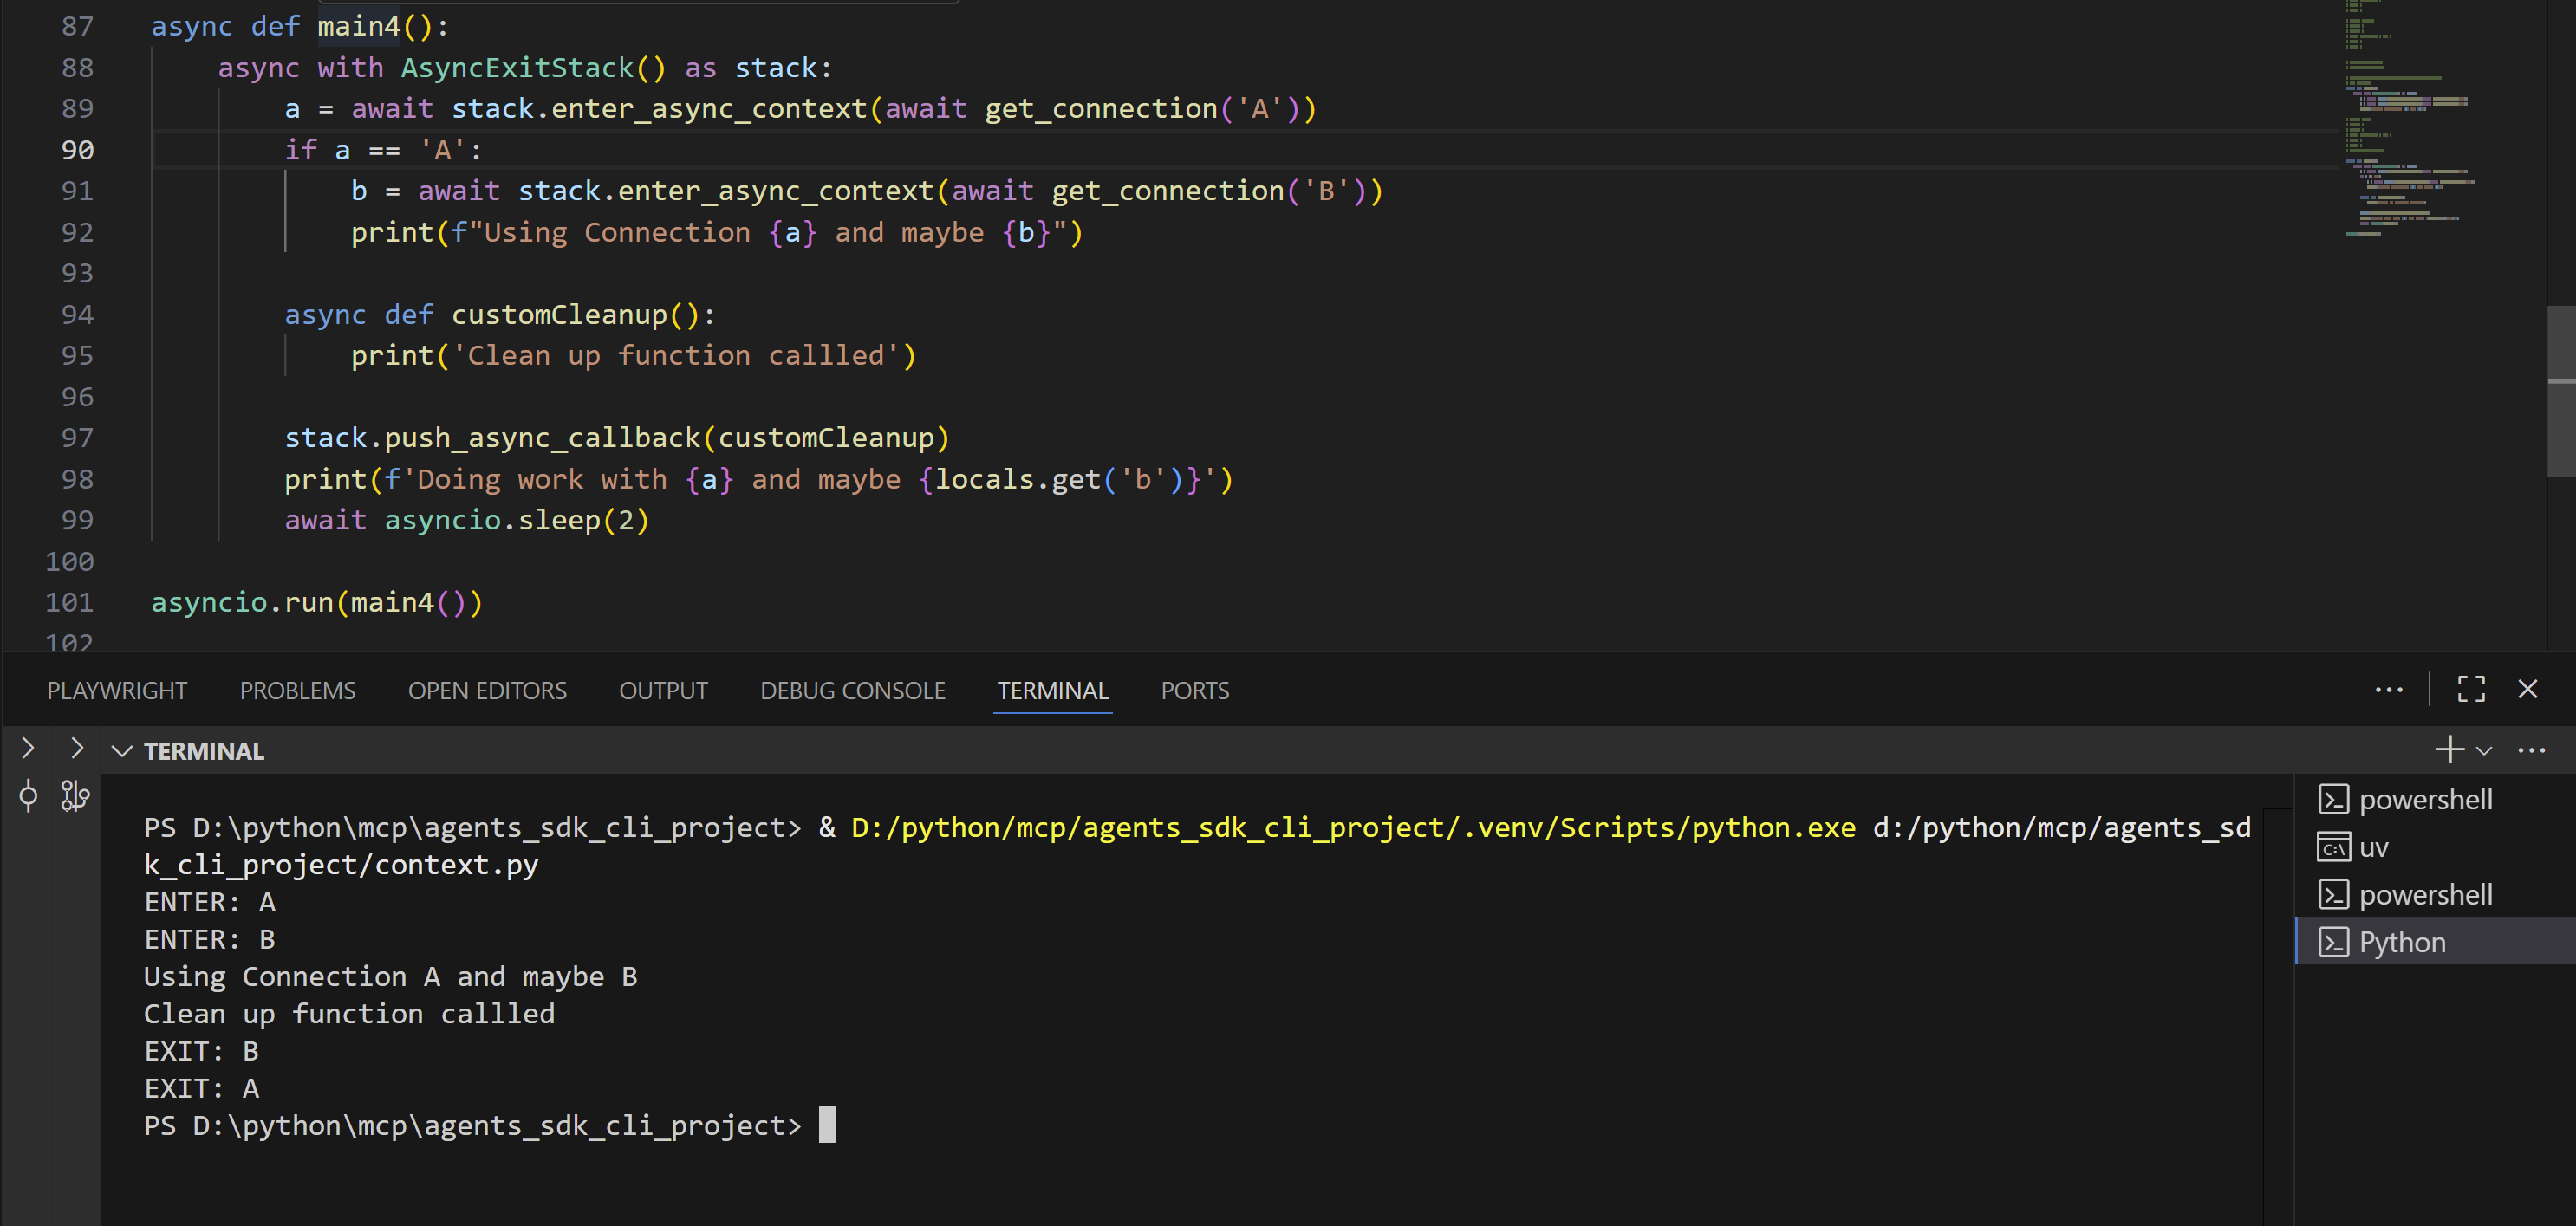 87 async def main4():
88 async with AsyncExitStack() as stack:
89 a = await stack.enter_async_context(await get_connection('A'))
90 if a == 'A':
91 b = await stack.enter_async_context(await get_connection('B'))
92 print(f"Using Connection {a} and maybe {b}")
93
94 async def customCleanup():
95 print('Clean up function callled')
96
97 stack.push_async_callback(customCleanup)
98 print(f'Doing work with {a} and maybe {locals.get('b')}')
99 await asyncio.sleep(2)
100
101 asyncio.run(main4())
102
PLAYWRIGHT PROBLEMS OPEN EDITORS OUTPUT DEBUG CONSOLE TERMINAL PORTS
TERMINAL
PS D:\python\mcp\agents_sdk_cli_project> & D:/python/mcp/agents_sdk_cli_project/.venv/Scripts/python.exe d:/python/mcp/agents_sd
k_cli_project/context.py
ENTER: A
ENTER: B
Using Connection A and maybe B
Clean up function callled
EXIT: B
EXIT: A
PS D:\python\mcp\agents_sdk_cli_project>
powershell
uv
powershell
Python